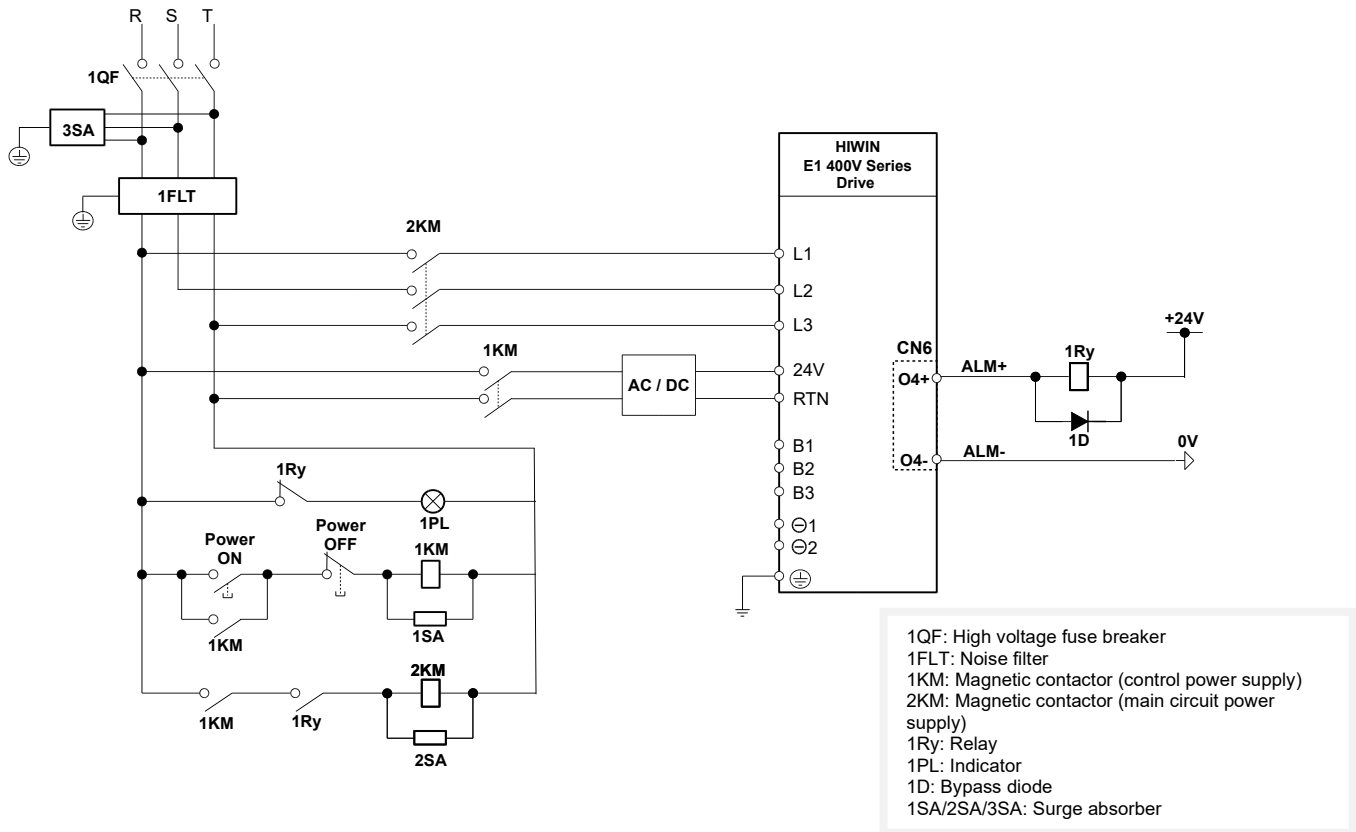 R S T
1QF
3SA
1FLT
2KM
HIWIN
E1 400V Series
Drive
L1
L2
L3
1KM
AC / DC
24V
RTN
CN6
O4+
ALM+
1Ry
+24V
1D
O4-
ALM-
0V
B1
B2
B3
⊖1
⊖2
1Ry
1PL
Power
ON
Power
OFF
1KM
1KM
1SA
2KM
1KM
1Ry
2SA
1QF: High voltage fuse breaker
1FLT: Noise filter
1KM: Magnetic contactor (control power supply)
2KM: Magnetic contactor (main circuit power
supply)
1Ry: Relay
1PL: Indicator
1D: Bypass diode
1SA/2SA/3SA: Surge absorber